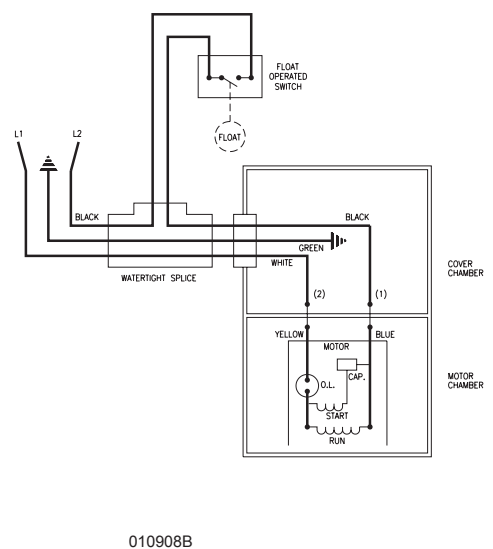 FLOAT
OPERATED
SWITCH
FLOAT
L1
L2
BLACK
BLACK
GREEN
WHITE
WATERTIGHT SPLICE
COVER
CHAMBER
(2)
(1)
YELLOW
BLUE
MOTOR
CAP.
O.L.
START
RUN
MOTOR
CHAMBER
010908B